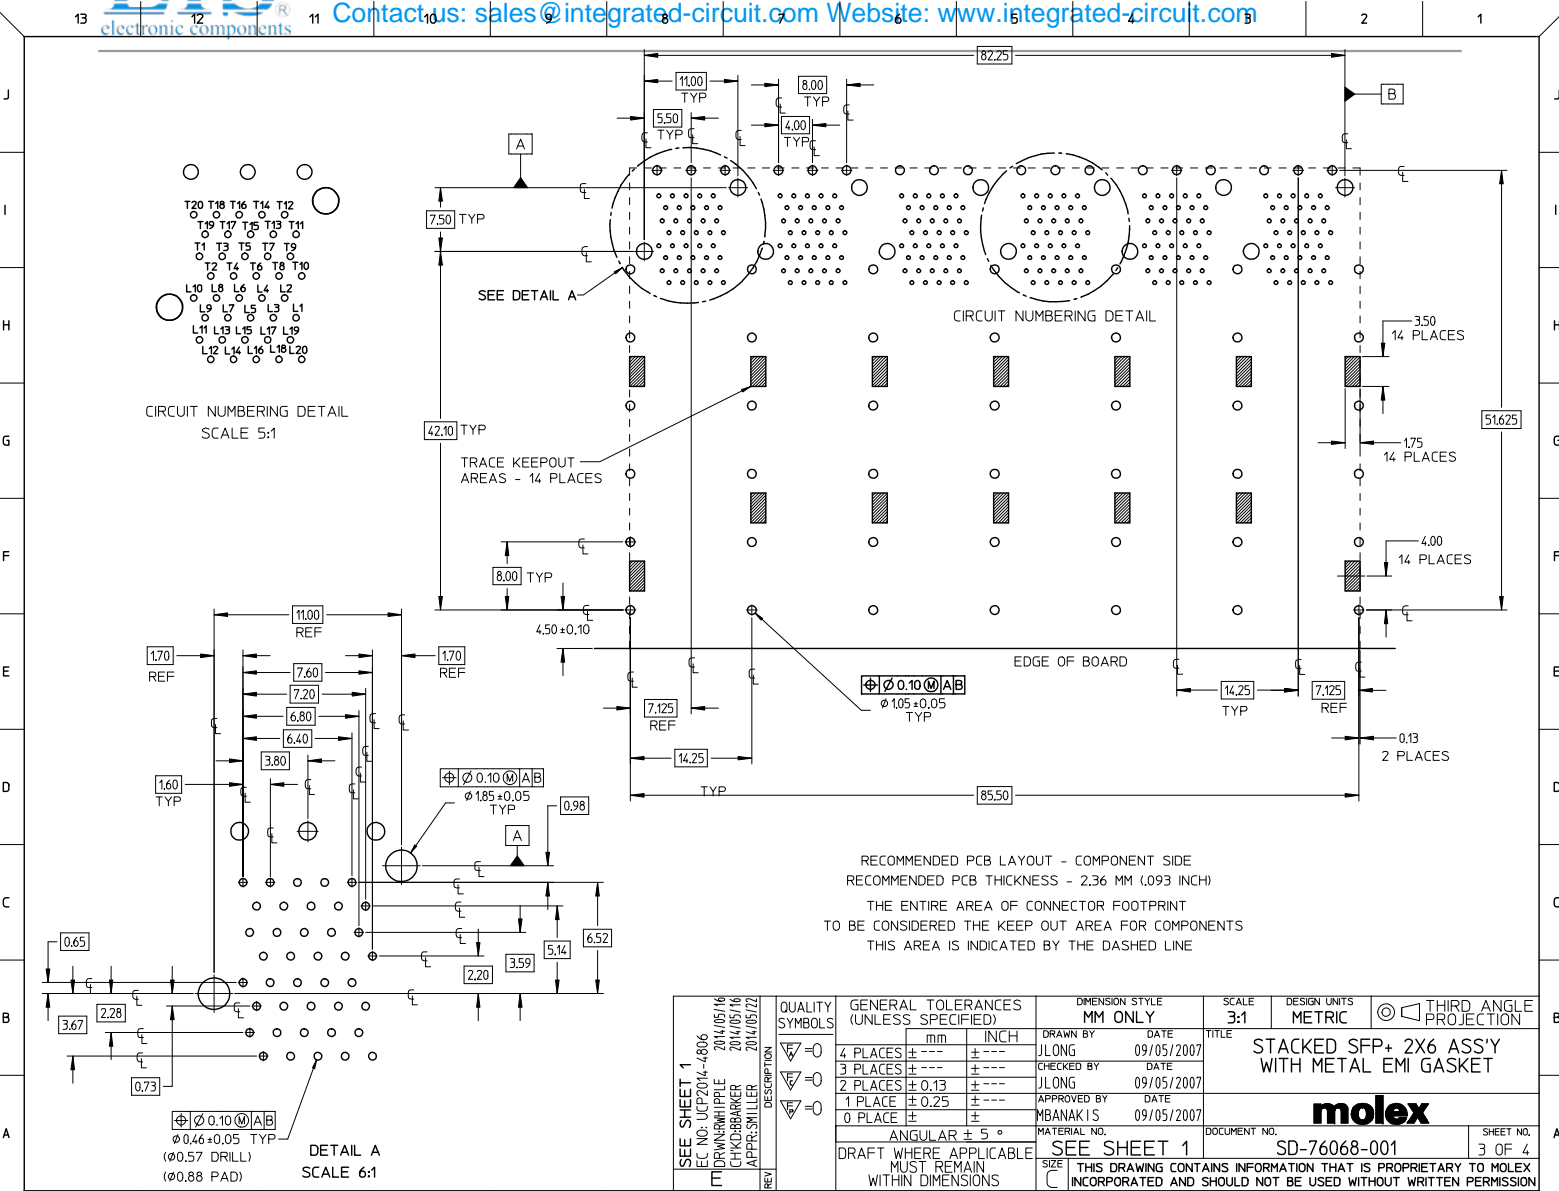 Contact us: sales@integrated-circuit.com Website: www.integrated-circuit.com
electronic components
®
13 12 11 10 9 8 7 6 5 4 3 2 1
J
I
H
G
F
E
D
C
B
A
J
I
H
G
F
E
D
C
B
A
82.25
11.00
TYP
8.00
TYP
5.50
TYP
4.00
TYP
B
A
7.50 TYP
42.10 TYP
SEE DETAIL A
CIRCUIT NUMBERING DETAIL
3.50
14 PLACES
51.625
1.75
14 PLACES
TRACE KEEPOUT
AREAS - 14 PLACES
4.00
14 PLACES
8.00 TYP
4.50±0.10
EDGE OF BOARD
⌖ Ø 0.10 Ⓜ A B
Ø1.05±0.05
TYP
7.125
REF
14.25
TYP
14.25
TYP
7.125
REF
0.13
2 PLACES
85.50
T20 T18 T16 T14 T12
T19 T17 T15 T13 T11
T1 T3 T5 T7 T9
T2 T4 T6 T8 T10
L10 L8 L6 L4 L2
L9 L7 L5 L3 L1
L11 L13 L15 L17 L19
L12 L14 L16 L18 L20
CIRCUIT NUMBERING DETAIL
SCALE 5:1
11.00
REF
1.70
REF
1.70
REF
7.60
7.20
6.80
6.40
3.80
1.60
TYP
⌖ Ø 0.10 Ⓜ A B
Ø1.85±0.05
TYP
0.98
A
0.65
6.52
5.14
3.59
2.20
2.28
3.67
0.73
⌖ Ø 0.10 Ⓜ A B
Ø0.46±0.05 TYP
(Ø0.57 DRILL)
(Ø0.88 PAD)
DETAIL A
SCALE 6:1
RECOMMENDED PCB LAYOUT - COMPONENT SIDE
RECOMMENDED PCB THICKNESS - 2.36 MM (.093 INCH)
THE ENTIRE AREA OF CONNECTOR FOOTPRINT
TO BE CONSIDERED THE KEEP OUT AREA FOR COMPONENTS
THIS AREA IS INDICATED BY THE DASHED LINE
SEE SHEET 1
EC NO: UCP2014-4806
DRWN:RWHIPPLE 2014/05/16
CH'KD:BBARKER 2014/05/16
APPR:SMILLER 2014/05/22
DESCRIPTION
E
REV
QUALITY
SYMBOLS
=0
=0
=0
GENERAL TOLERANCES
(UNLESS SPECIFIED)
mm INCH
4 PLACES ± --- ± ---
3 PLACES ± --- ± ---
2 PLACES ± 0.13 ± ---
1 PLACE ± 0.25 ± ---
0 PLACE ± ±
ANGULAR ± 5 °
DRAFT WHERE APPLICABLE
MUST REMAIN
WITHIN DIMENSIONS
DIMENSION STYLE
MM ONLY
SCALE
3:1
DESIGN UNITS
METRIC
THIRD ANGLE
PROJECTION
DRAWN BY DATE
JLONG 09/05/2007
CHECKED BY DATE
JLONG 09/05/2007
APPROVED BY DATE
MBANAKIS 09/05/2007
TITLE
STACKED SFP+ 2X6 ASS'Y
WITH METAL EMI GASKET
molex
MATERIAL NO.
SEE SHEET 1
DOCUMENT NO.
SD-76068-001
SHEET NO.
3 OF 4
SIZE
C
THIS DRAWING CONTAINS INFORMATION THAT IS PROPRIETARY TO MOLEX
INCORPORATED AND SHOULD NOT BE USED WITHOUT WRITTEN PERMISSION